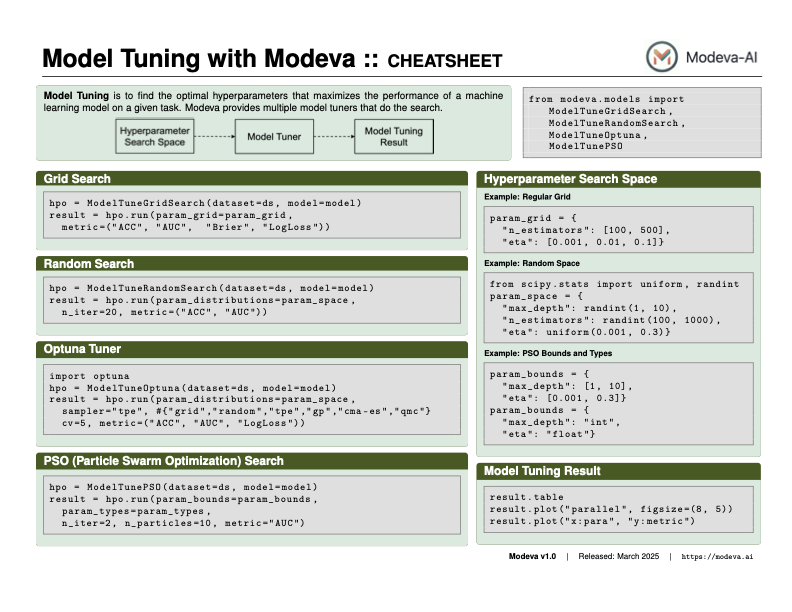 Model Tuning with Modeva :: CHEATSHEET
Modeva-AI
Model Tuning is to find the optimal hyperparameters that maximizes the performance of a machine
learning model on a given task. Modeva provides multiple model tuners that do the search.
Hyperparameter
Search Space
Model Tuner
Model Tuning
Result
from modeva.models import
ModelTuneGridSearch,
ModelTuneRandomSearch,
ModelTuneOptuna,
ModelTunePSO
Grid Search
hpo = ModelTuneGridSearch(dataset=ds, model=model)
result = hpo.run(param_grid=param_grid,
metric=("ACC", "AUC", "Brier", "LogLoss"))
Random Search
hpo = ModelTuneRandomSearch(dataset=ds, model=model)
result = hpo.run(param_distributions=param_space,
n_iter=20, metric=("ACC", "AUC"))
Optuna Tuner
import optuna
hpo = ModelTuneOptuna(dataset=ds, model=model)
result = hpo.run(param_distributions=param_space,
sampler="tpe", #{"grid","random","tpe","gp","cma-es","qmc"}
cv=5, metric=("ACC", "AUC", "LogLoss"))
PSO (Particle Swarm Optimization) Search
hpo = ModelTunePSO(dataset=ds, model=model)
result = hpo.run(param_bounds=param_bounds,
param_types=param_types,
n_iter=2, n_particles=10, metric="AUC")
Hyperparameter Search Space
Example: Regular Grid
param_grid = {
"n_estimators": [100, 500],
"eta": [0.001, 0.01, 0.1]}
Example: Random Space
from scipy.stats import uniform, randint
param_space = {
"max_depth": randint(1, 10),
"n_estimators": randint(100, 1000),
"eta": uniform(0.001, 0.3)}
Example: PSO Bounds and Types
param_bounds = {
"max_depth": [1, 10],
"eta": [0.001, 0.3]}
param_bounds = {
"max_depth": "int",
"eta": "float"}
Model Tuning Result
result.table
result.plot("parallel", figsize=(8, 5))
result.plot("x:para", "y:metric")
Modeva v1.0 | Released: March 2025 | https://modeva.ai